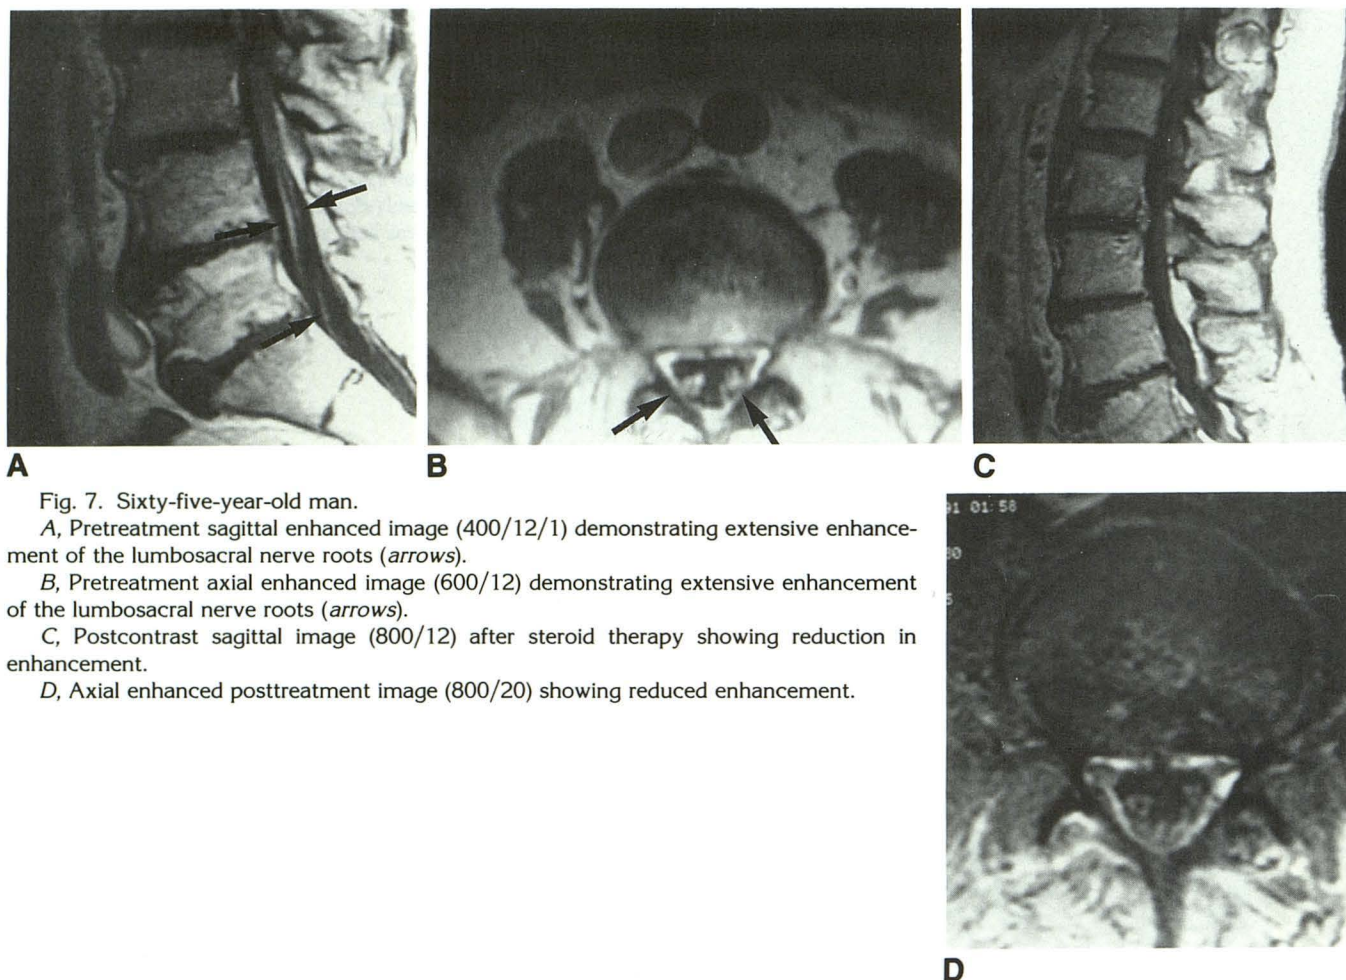 A
B
C
Fig. 7. Sixty-five-year-old man.
A, Pretreatment sagittal enhanced image (400/12/1) demonstrating extensive enhance-
ment of the lumbosacral nerve roots (arrows).
B, Pretreatment axial enhanced image (600/12) demonstrating extensive enhancement
of the lumbosacral nerve roots (arrows).
C, Postcontrast sagittal image (800/12) after steroid therapy showing reduction in
enhancement.
D, Axial enhanced posttreatment image (800/20) showing reduced enhancement.
01:58
D